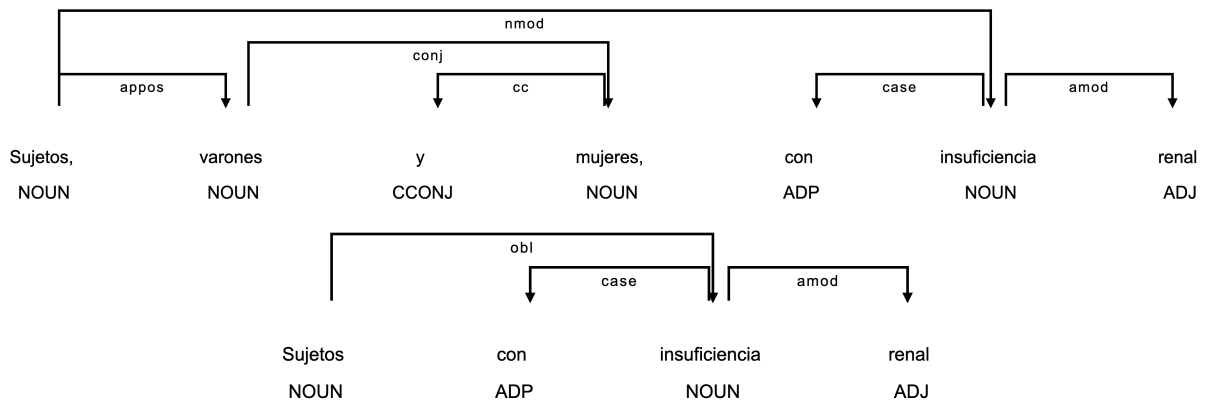 nmod
conj
appos cc case amod
Sujetos, varones y mujeres, con insuficiencia renal
NOUN NOUN CCONJ NOUN ADP NOUN ADJ
obl
case amod
Sujetos con insuficiencia renal
NOUN ADP NOUN ADJ